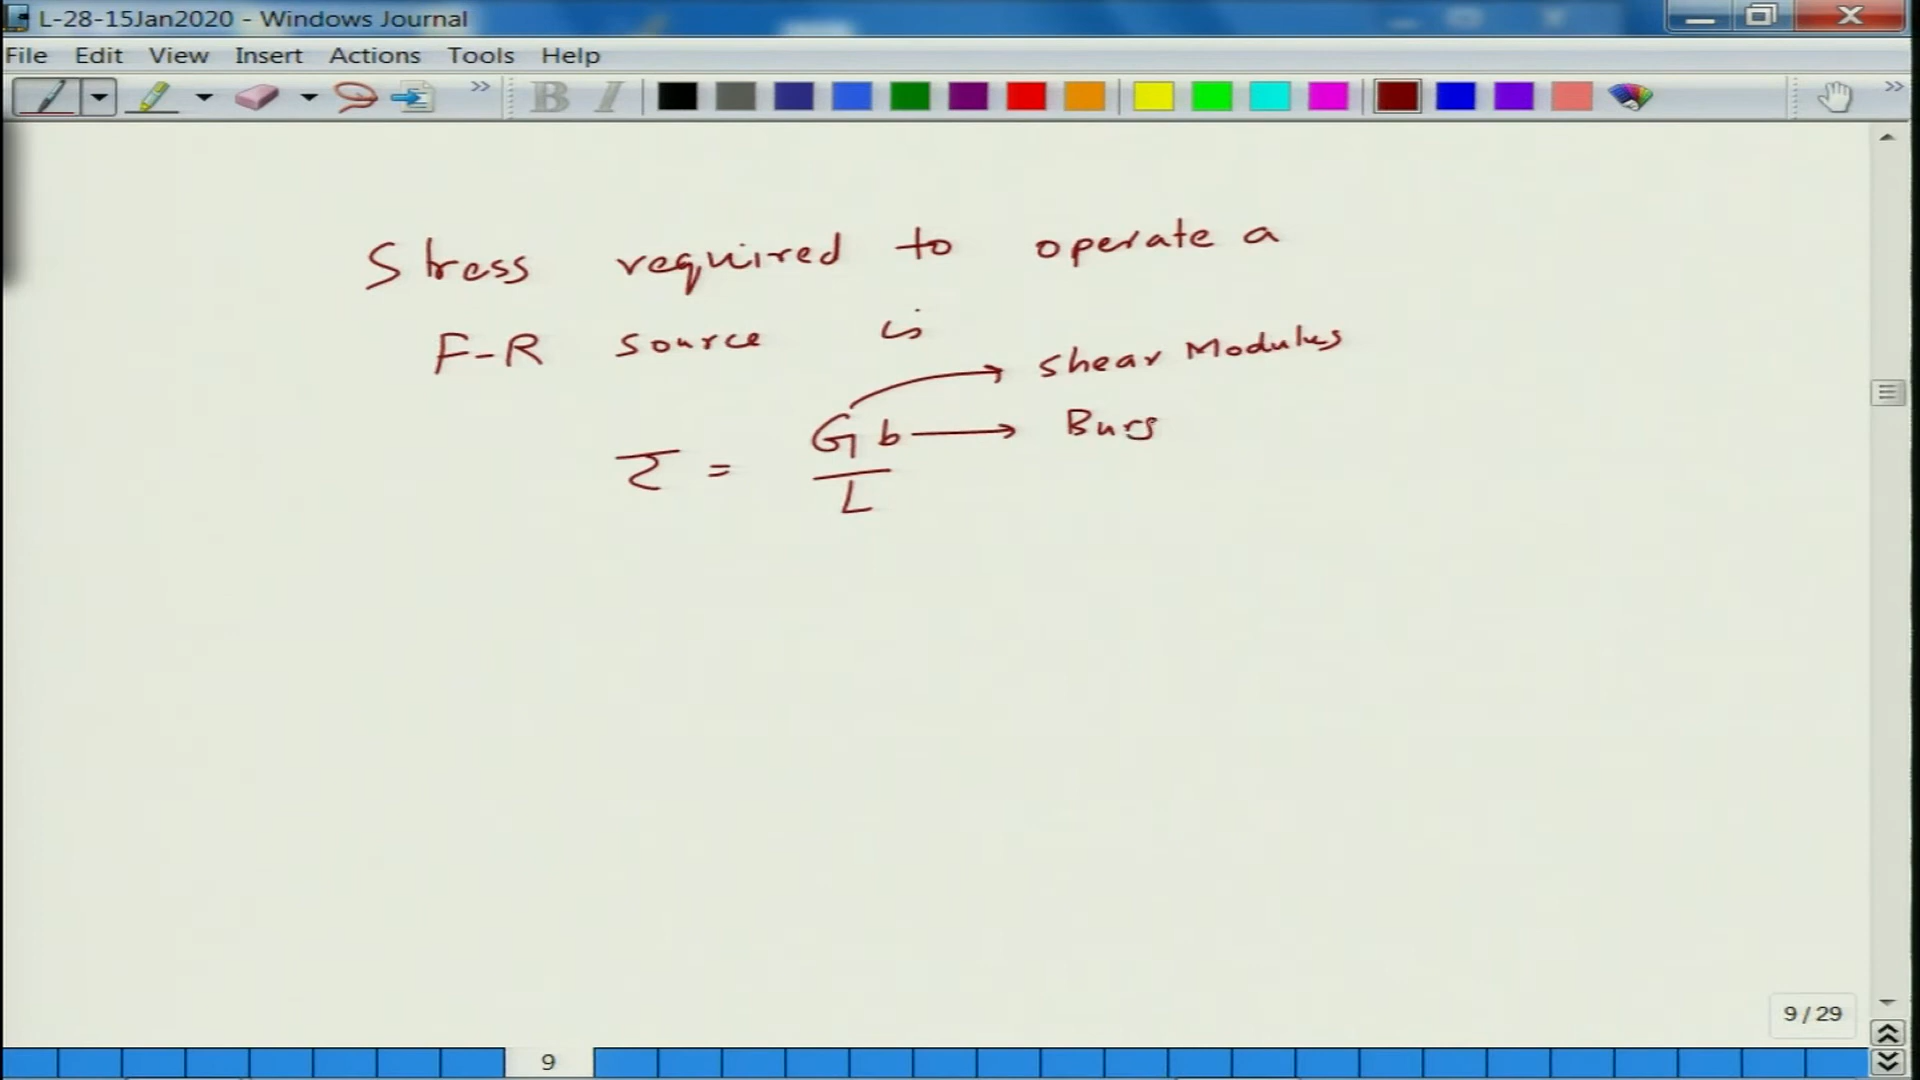 L-28-15Jan2020 - Windows Journal
File Edit View Insert Actions Tools Help
B I
Stress required to operate a
F-R source is
τ = Gb/L
Shear Modulus
Burg
9 / 29
9